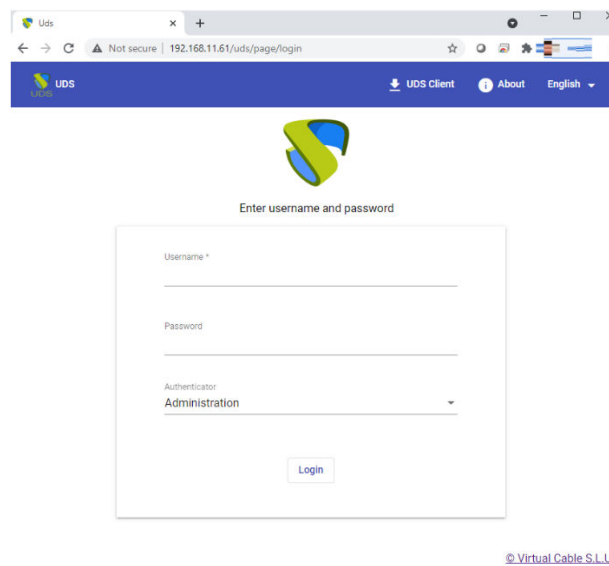 Uds
Not secure | 192.168.11.61/uds/page/login
UDS
UDS
UDS Client
About
English
Enter username and password
Username *
Password
Authenticator
Administration
Login
© Virtual Cable S.L.U